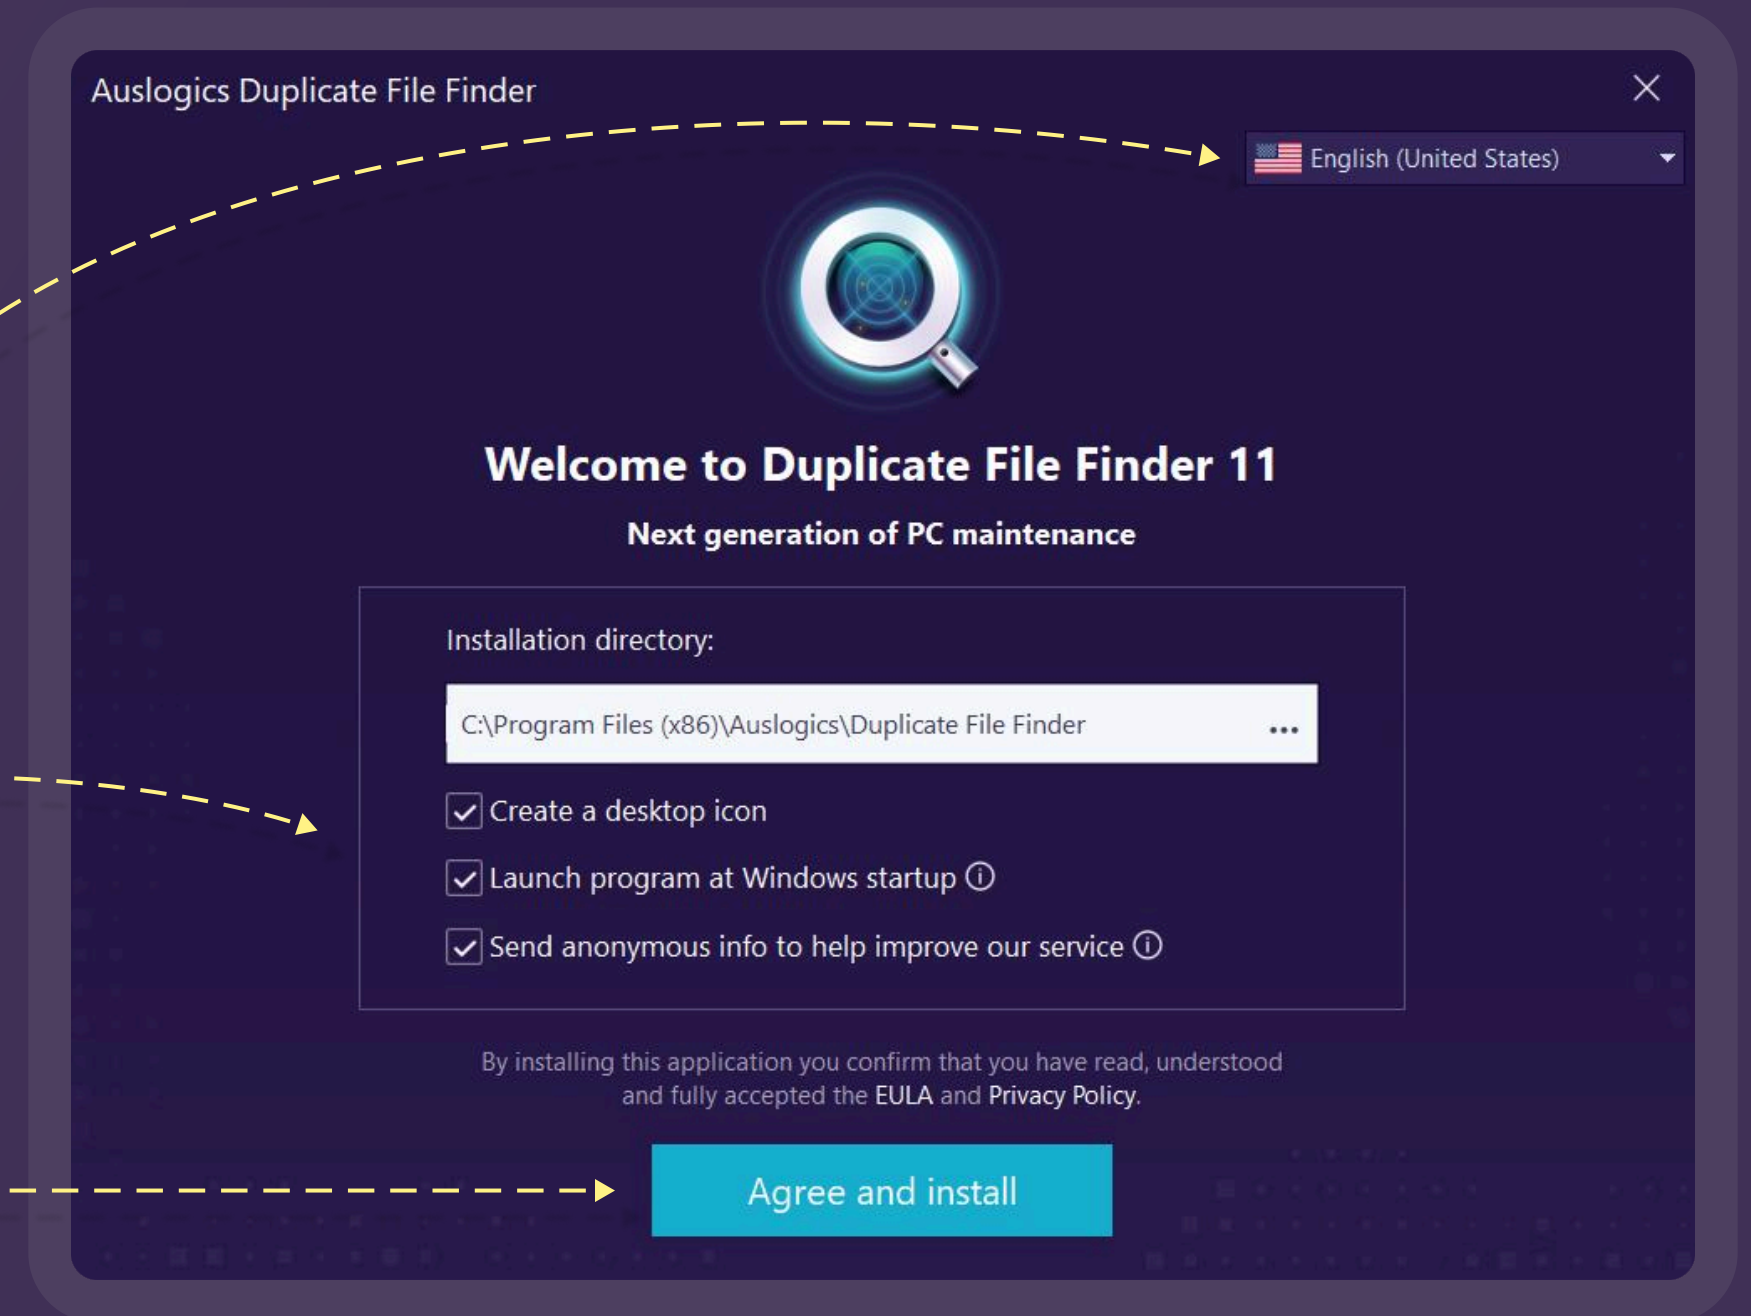 Auslogics Duplicate File Finder
English (United States)
Welcome to Duplicate File Finder 11
Next generation of PC maintenance
Installation directory:
C:\Program Files (x86)\Auslogics\Duplicate File Finder ...
Create a desktop icon
Launch program at Windows startup
Send anonymous info to help improve our service
By installing this application you confirm that you have read, understood
and fully accepted the EULA and Privacy Policy.
Agree and install